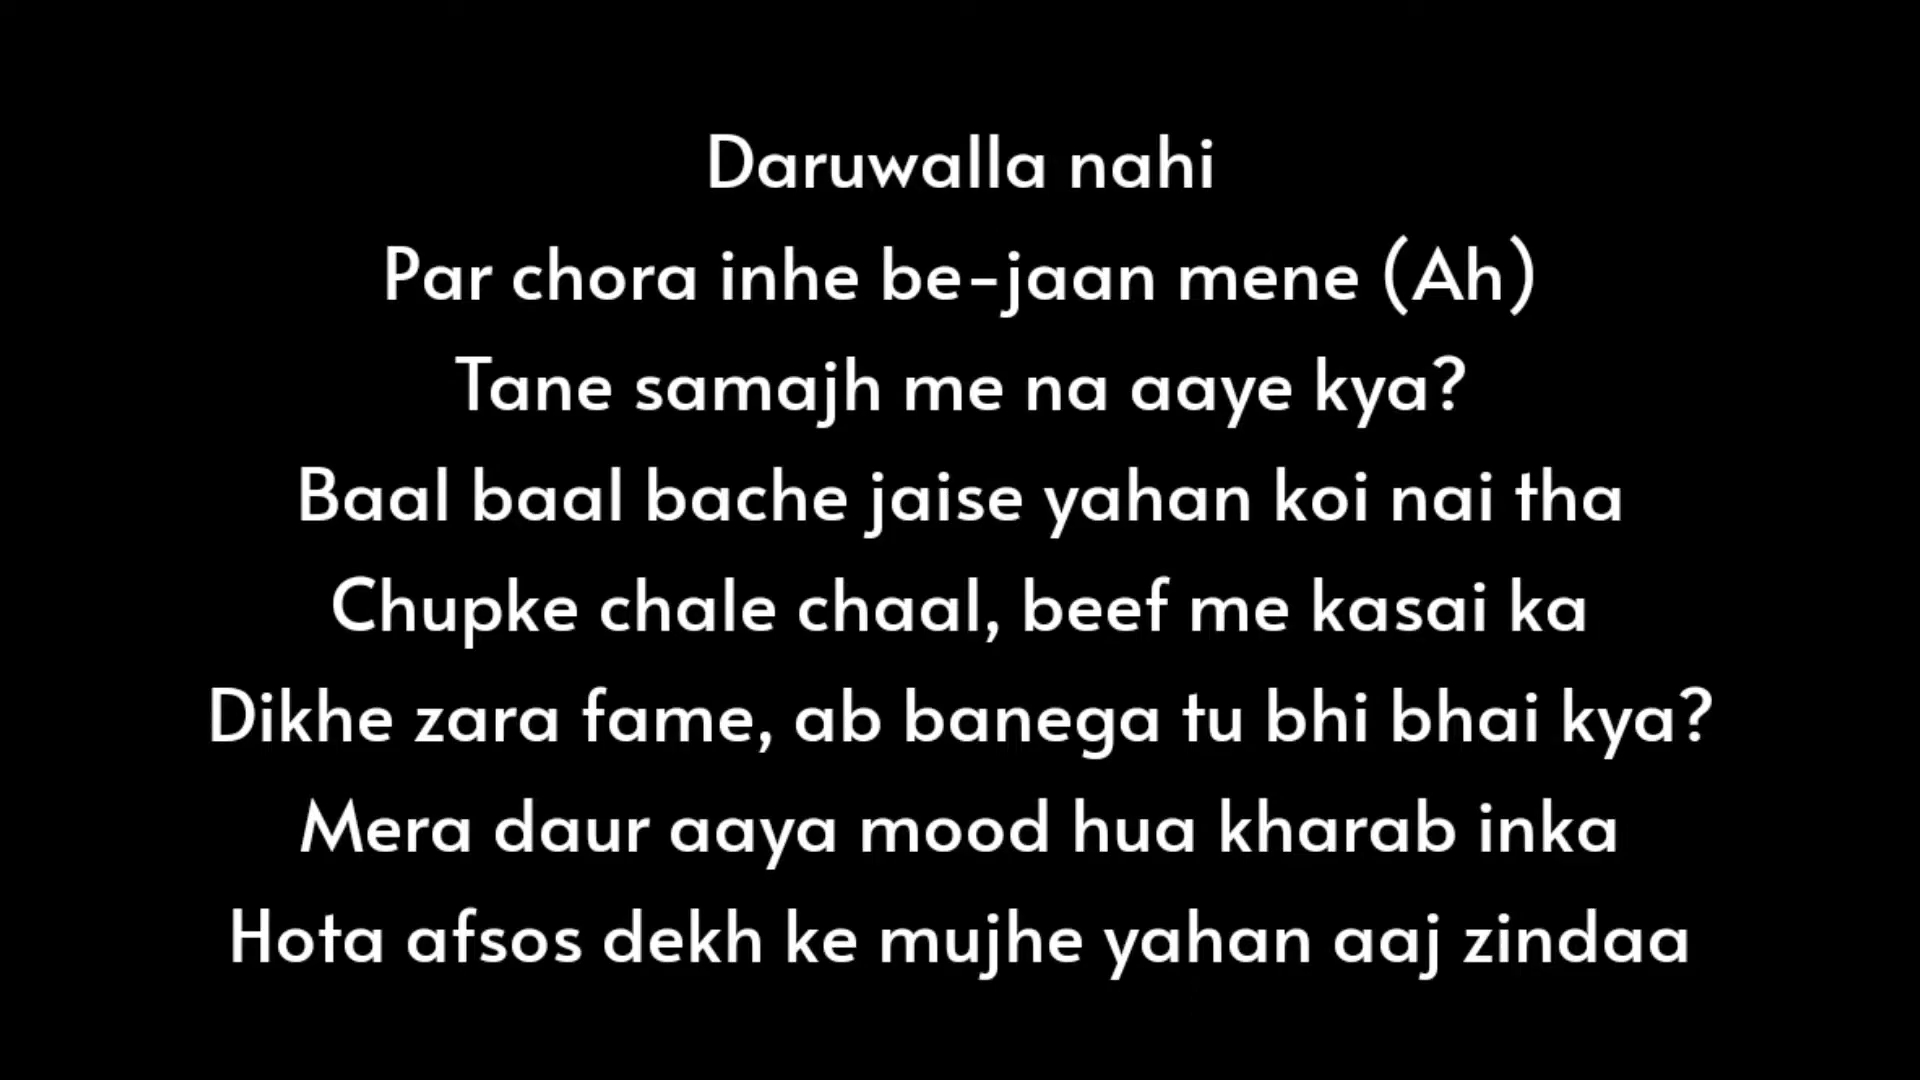 Daruwalla nahi
Par chora inhe be-jaan mene (Ah)
Tane samajh me na aaye kya?
Baal baal bache jaise yahan koi nai tha
Chupke chale chaal, beef me kasai ka
Dikhe zara fame, ab banega tu bhi bhai kya?
Mera daur aaya mood hua kharab inka
Hota afsos dekh ke mujhe yahan aaj zindaa